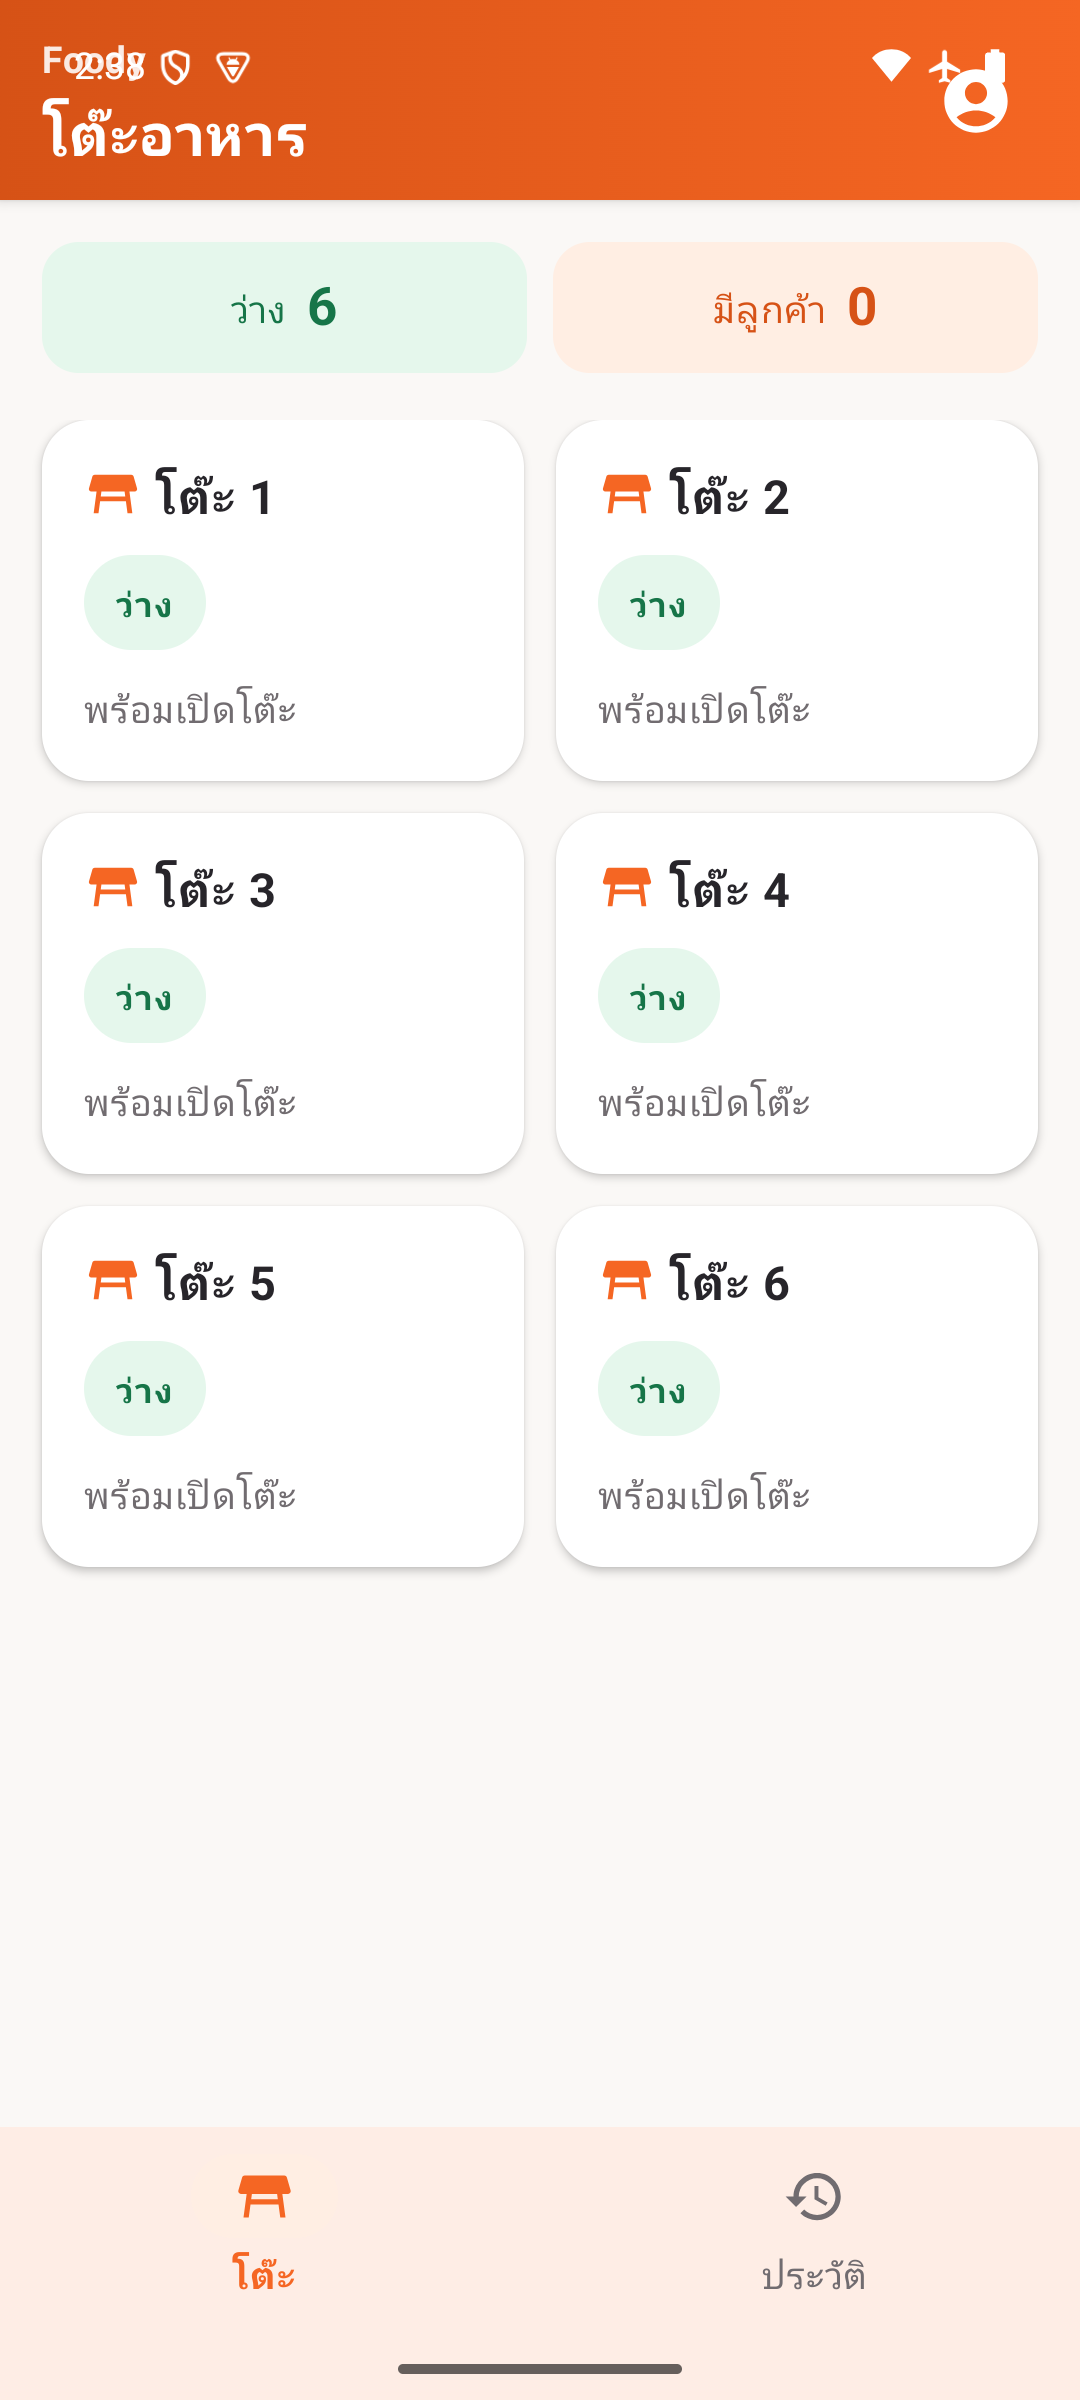 Foody
2:38
โต๊ะอาหาร
ว่าง 6
มีลูกค้า 0
โต๊ะ 1
โต๊ะ 2
ว่าง
ว่าง
พร้อมเปิดโต๊ะ
พร้อมเปิดโต๊ะ
โต๊ะ 3
โต๊ะ 4
ว่าง
ว่าง
พร้อมเปิดโต๊ะ
พร้อมเปิดโต๊ะ
โต๊ะ 5
โต๊ะ 6
ว่าง
ว่าง
พร้อมเปิดโต๊ะ
พร้อมเปิดโต๊ะ
โต๊ะ
ประวัติ